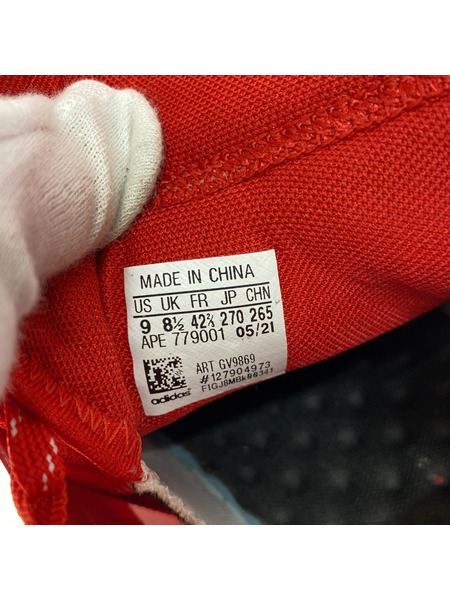 MADE IN CHINA
US UK FR JP CHN
9 8½ 42⅔ 270 265
APE 779001 05/21
ART GV9869
#127904973
adidas